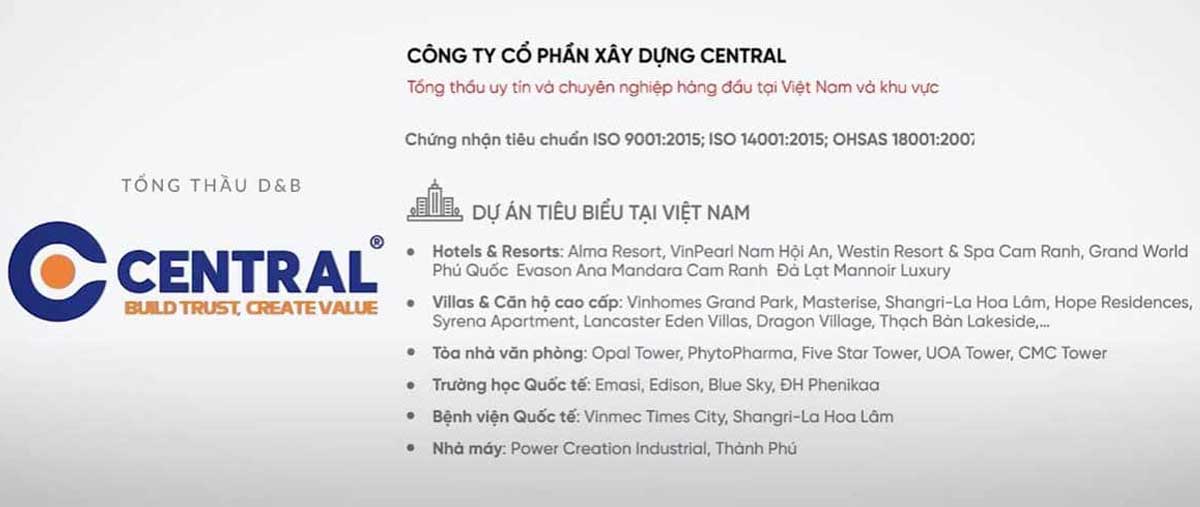 TỔNG THẦU D&B
CENTRAL®
BUILD TRUST, CREATE VALUE
CÔNG TY CỔ PHẦN XÂY DỰNG CENTRAL
Tổng thầu uy tín và chuyên nghiệp hàng đầu tại Việt Nam và khu vực
Chứng nhận tiêu chuẩn ISO 9001:2015; ISO 14001:2015; OHSAS 18001:2007
DỰ ÁN TIÊU BIỂU TẠI VIỆT NAM
• Hotels & Resorts: Alma Resort, VinPearl Nam Hội An, Westin Resort & Spa Cam Ranh, Grand World
Phú Quốc Evason Ana Mandara Cam Ranh Đà Lạt Mannoir Luxury
• Villas & Căn hộ cao cấp: Vinhomes Grand Park, Masterise, Shangri-La Hoa Lâm, Hope Residences,
Syrena Apartment, Lancaster Eden Villas, Dragon Village, Thạch Bàn Lakeside,...
• Tòa nhà văn phòng: Opal Tower, PhytoPharma, Five Star Tower, UOA Tower, CMC Tower
• Trường học Quốc tế: Emasi, Edison, Blue Sky, ĐH Phenikaa
• Bệnh viện Quốc tế: Vinmec Times City, Shangri-La Hoa Lâm
• Nhà máy: Power Creation Industrial, Thành Phú